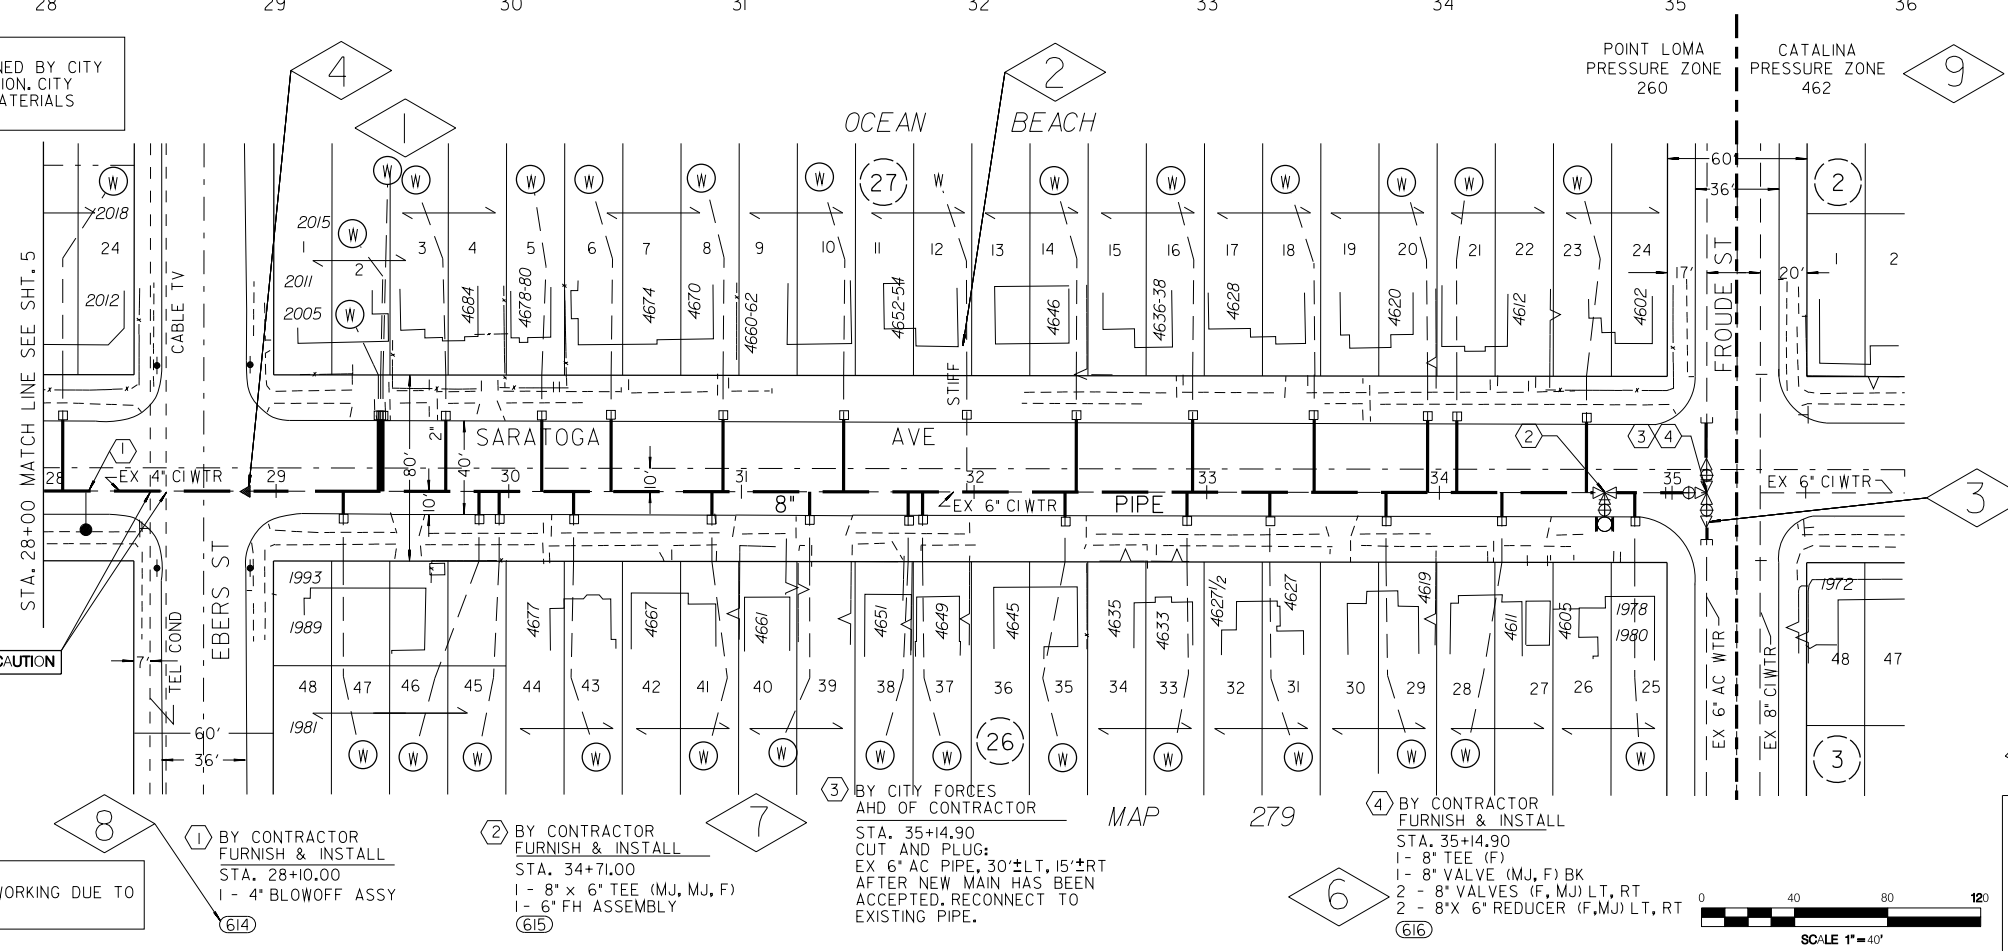 28 29 30 31 32 33 34 35 36
NED BY CITY
ION. CITY
ATERIALS
4
1
2
9
POINT LOMA
PRESSURE ZONE
260
CATALINA
PRESSURE ZONE
462
OCEAN BEACH
W W W W W W W W W W W W W W
27
2
60'
36'
2018
2015
24 1 3 4 5 6 7 8 9 10 11 12 13 14 15 16 17 18 19 20 21 22 23 24 1 2
W
2
2011
2012
2005
W
17'
20'
4684
4678-80
4674
4670
4660-62
4652-54
4646
4636-38
4628
4620
4612
4602
STA. 28+00 MATCH LINE SEE SHT. 5
CABLE TV
FROUDE ST
STIFF
2"
80'
40'
10'
10'
SARATOGA AVE
1
2
3 4
28 29 30 31 32 33 34 35
EX 4" CI WTR
8" PIPE
EX 6" CI WTR
EX 6" CI WTR
3
EBERS ST
TEL COND
CAUTION
7'
60'
36'
1993
1989
1981
4677
4667
4661
4651
4649
4645
4635
4633
4627 1/2
4627
4619
4611
4605
1978
1980
1972
48 47 46 45 44 43 42 41 40 39 38 37 36 35 34 33 32 31 30 29 28 27 26 25 48 47
W W W W W W W W W W W W W
26
3
EX 6" AC WTR
EX 8" CI WTR
MAP 279
8
7
6
1 BY CONTRACTOR
FURNISH & INSTALL
STA. 28+10.00
1 - 4" BLOWOFF ASSY
614
2 BY CONTRACTOR
FURNISH & INSTALL
STA. 34+71.00
1 - 8" x 6" TEE (MJ, MJ, F)
1 - 6" FH ASSEMBLY
615
3 BY CITY FORCES
AHD OF CONTRACTOR
STA. 35+14.90
CUT AND PLUG:
EX 6" AC PIPE, 30'±LT, 15'±RT
AFTER NEW MAIN HAS BEEN
ACCEPTED. RECONNECT TO
EXISTING PIPE.
4 BY CONTRACTOR
FURNISH & INSTALL
STA. 35+14.90
1 - 8" TEE (F)
1 - 8" VALVE (MJ, F) BK
2 - 8" VALVES (F, MJ) LT, RT
2 - 8"X 6" REDUCER (F,MJ) LT, RT
616
WORKING DUE TO
0 40 80 120
SCALE 1"=40'